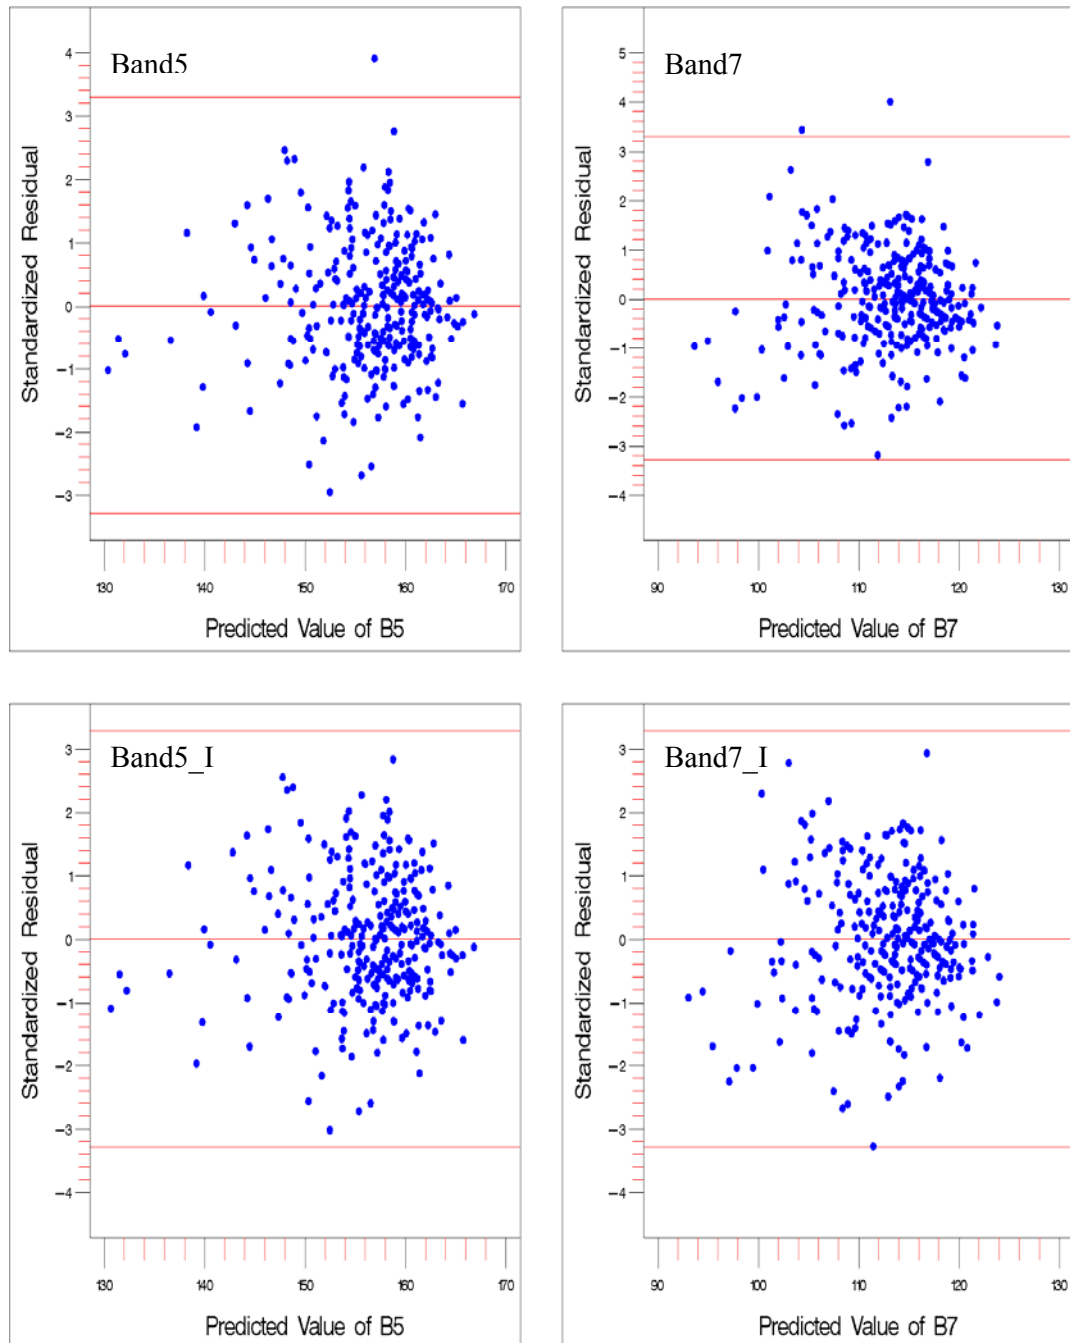 Band5
4
3
2
1
0
−1
−2
−3
Standardized Residual
130 140 150 160 170
Predicted Value of B5
Band7
5
4
3
2
1
0
−1
−2
−3
−4
Standardized Residual
90 100 110 120 130
Predicted Value of B7
Band5_I
3
2
1
0
−1
−2
−3
−4
Standardized Residual
130 140 150 160 170
Predicted Value of B5
Band7_I
3
2
1
0
−1
−2
−3
−4
Standardized Residual
90 100 110 120 130
Predicted Value of B7